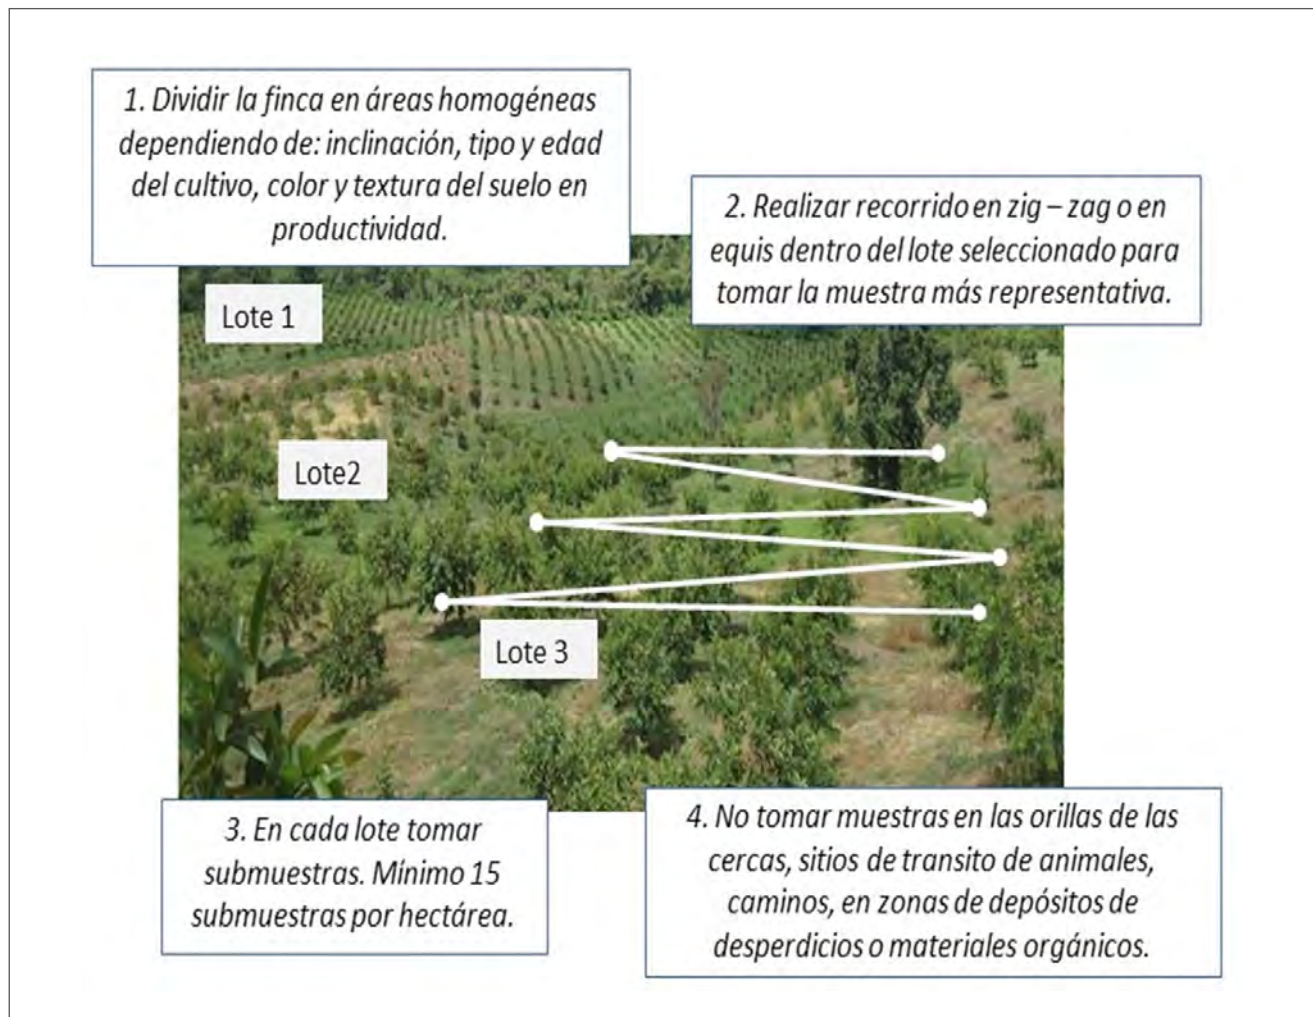 1. Dividir la finca en áreas homogéneas
dependiendo de: inclinación, tipo y edad
del cultivo, color y textura del suelo en
productividad.
2. Realizar recorrido en zig – zag o en
equis dentro del lote seleccionado para
tomar la muestra más representativa.
Lote 1
Lote2
Lote 3
3. En cada lote tomar
submuestras. Mínimo 15
submuestras por hectárea.
4. No tomar muestras en las orillas de las
cercas, sitios de transito de animales,
caminos, en zonas de depósitos de
desperdicios o materiales orgánicos.